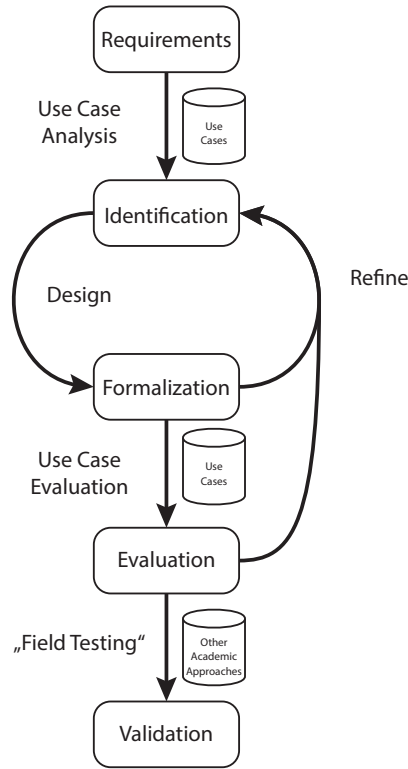 Requirements
Use Case
Analysis
Use
Cases
Identification
Design
Refine
Formalization
Use Case
Evaluation
Use
Cases
Evaluation
„Field Testing“
Other
Academic
Approaches
Validation